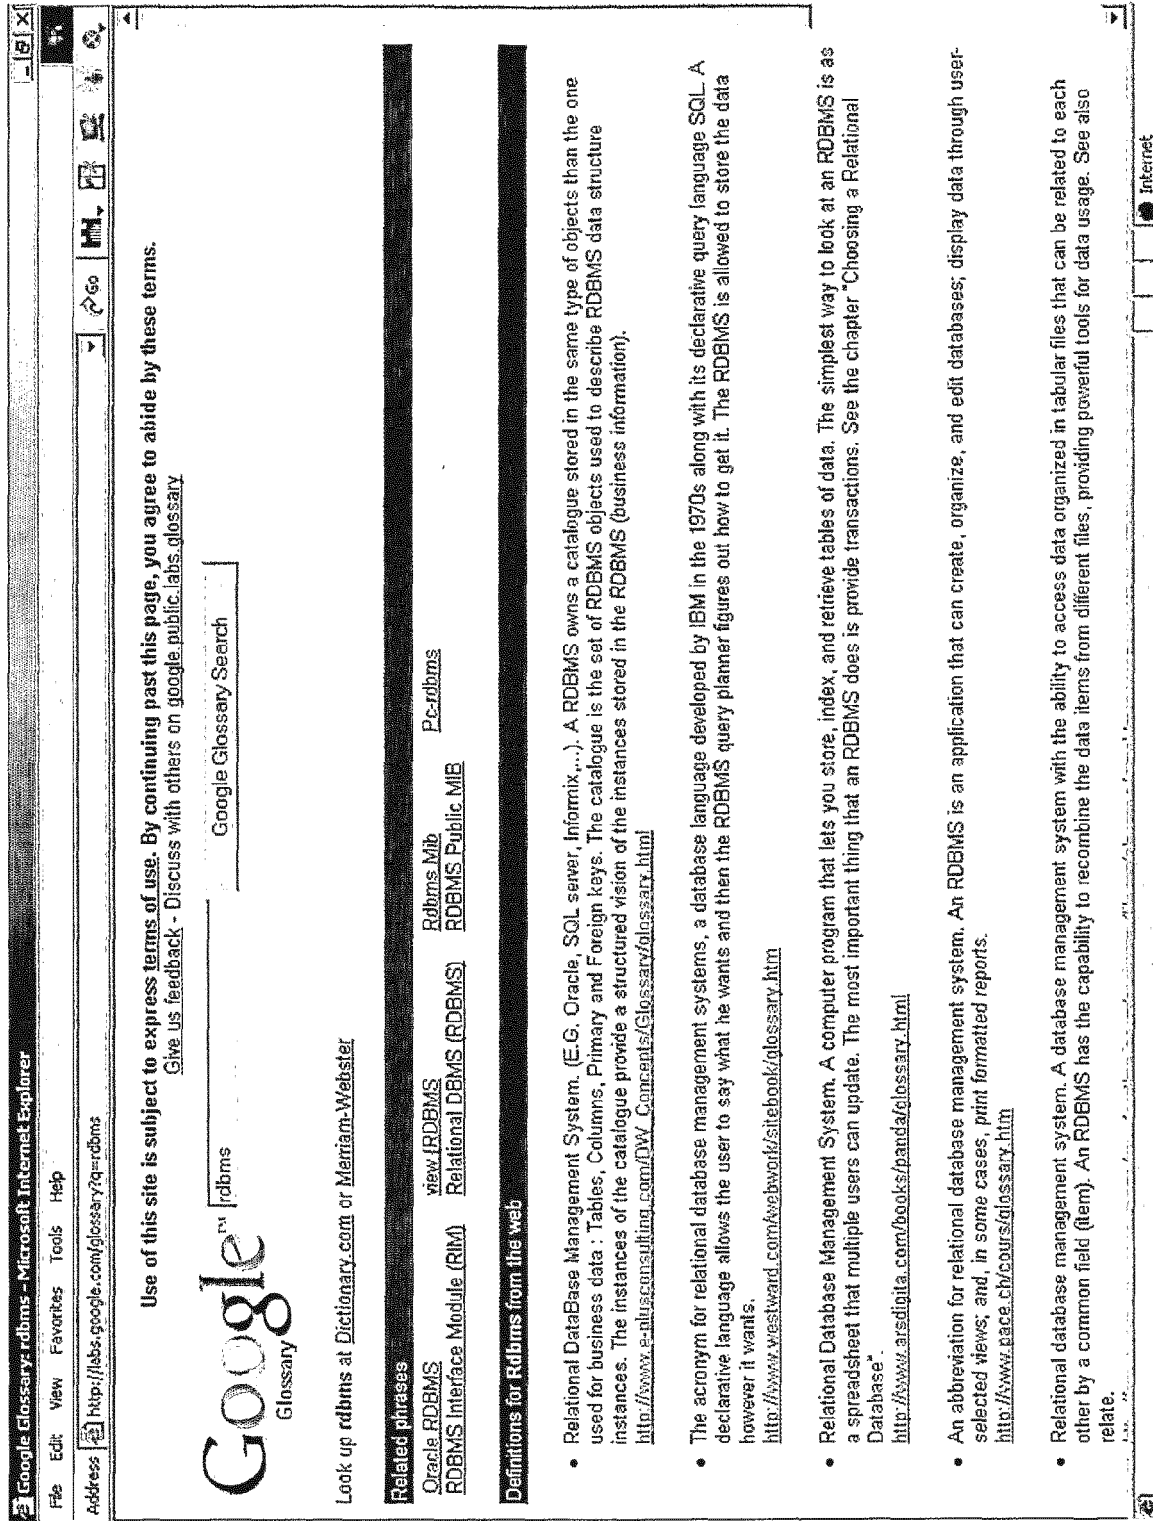 Google Glossary: rdbms - Microsoft Internet Explorer
File Edit View Favorites Tools Help
Address http://labs.google.com/glossary?q=rdbms Go
Use of this site is subject to express terms of use. By continuing past this page, you agree to abide by these terms.
Give us feedback - Discuss with others on google.public.labs.glossary
Google™ rdbms Google Glossary Search
Glossary
Look up rdbms at Dictionary.com or Merriam-Webster
Related phrases
Oracle RDBMS view [RDBMS Rdbms Mib Pc-rdbms
RDBMS Interface Module (RIM) Relational DBMS (RDBMS) RDBMS Public MIB
Definitions for Rdbms from the web
• Relational DataBase Management System. (E.G. Oracle, SQL server, Informix,...). A RDBMS owns a catalogue stored in the same type of objects than the one
used for business data : Tables, Columns, Primary and Foreign keys. The catalogue is the set of RDBMS objects used to describe RDBMS data structure
instances. The instances of the catalogue provide a structured vision of the instances stored in the RDBMS (business information).
http://www.e-plusconsulting.com/DW_Concepts/Glossary/glossary.html
• The acronym for relational database management systems, a database language developed by IBM in the 1970s along with its declarative query language SQL. A
declarative language allows the user to say what he wants and then the RDBMS query planner figures out how to get it. The RDBMS is allowed to store the data
however it wants.
http://www.westward.com/webwork/sitebook/glossary.htm
• Relational Database Management System. A computer program that lets you store, index, and retrieve tables of data. The simplest way to look at an RDBMS is as
a spreadsheet that multiple users can update. The most important thing that an RDBMS does is provide transactions. See the chapter "Choosing a Relational
Database".
http://www.arsdigita.com/books/panda/glossary.html
• An abbreviation for relational database management system. An RDBMS is an application that can create, organize, and edit databases; display data through user-
selected views; and, in some cases, print formatted reports.
http://www.pace.ch/cours/glossary.htm
• Relational database management system. A database management system with the ability to access data organized in tabular files that can be related to each
other by a common field (item). An RDBMS has the capability to recombine the data items from different files, providing powerful tools for data usage. See also
relate.
Internet